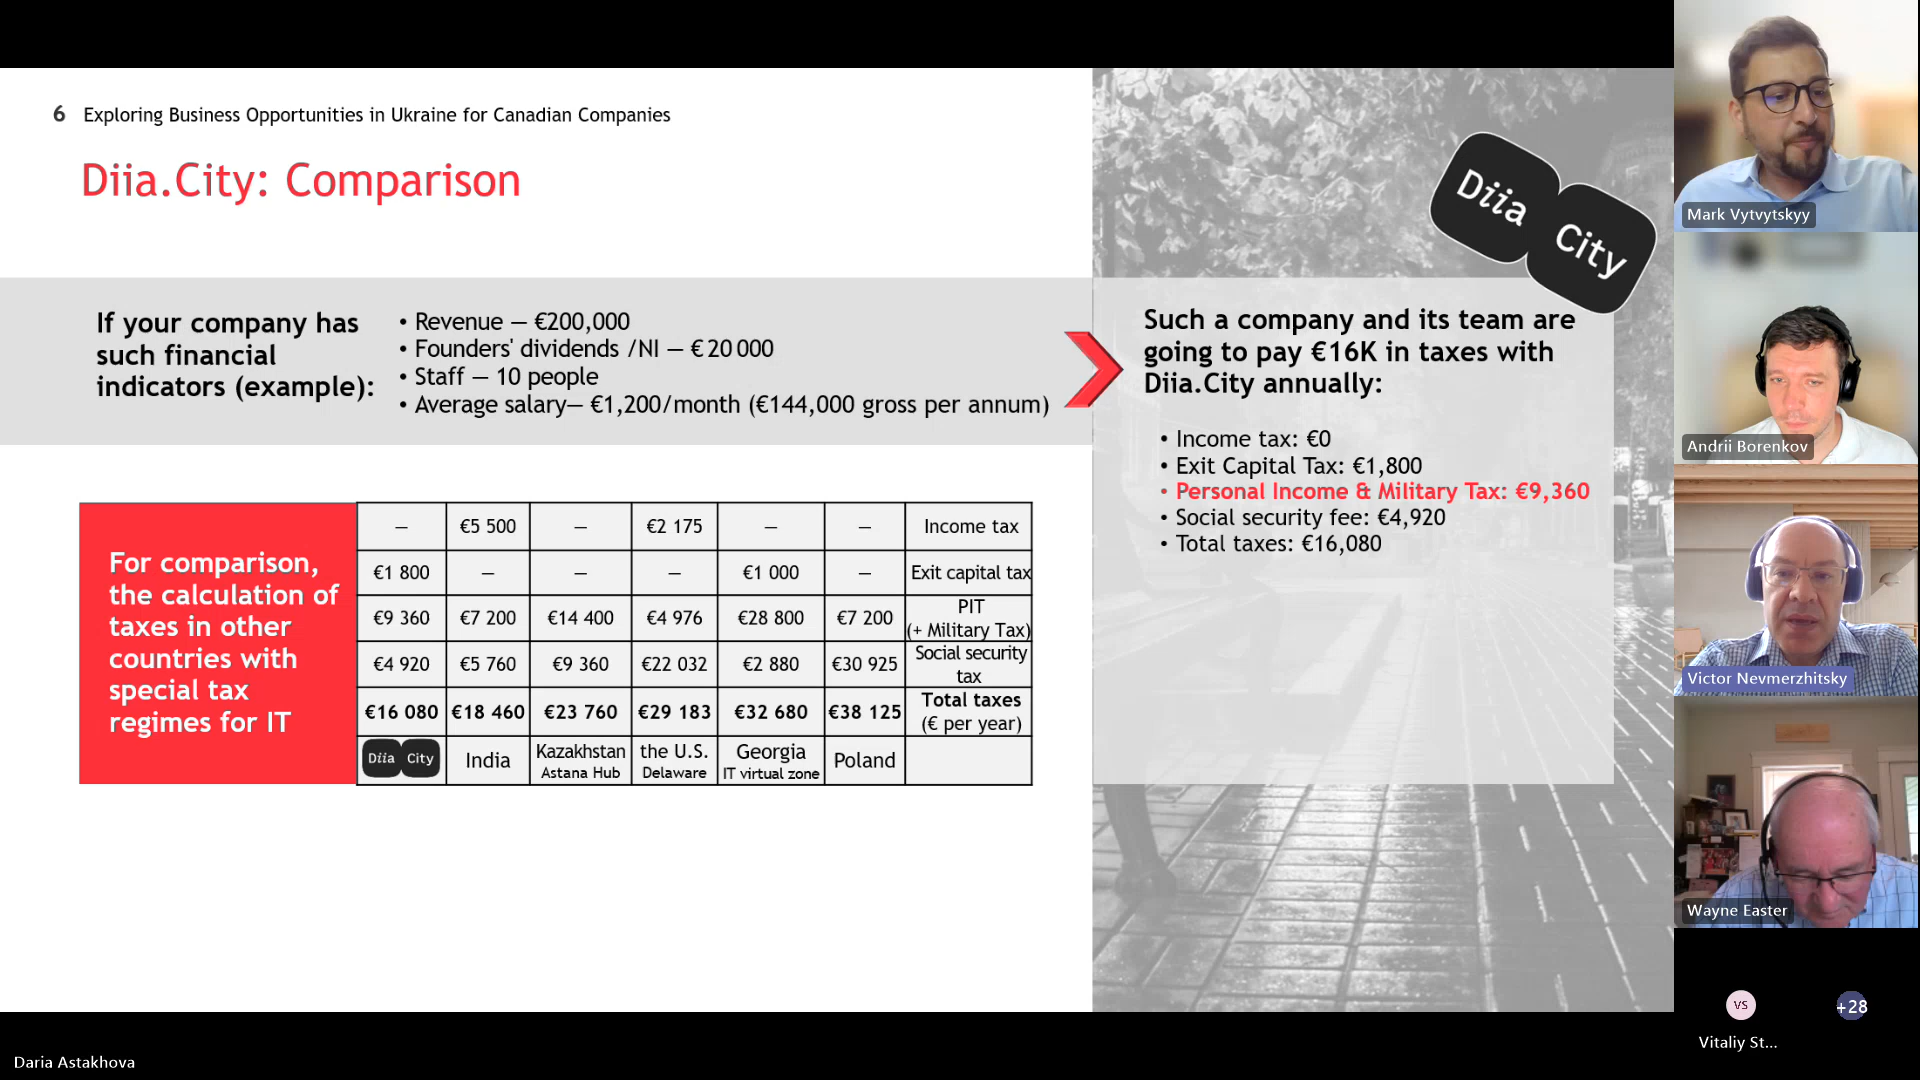 6 Exploring Business Opportunities in Ukraine for Canadian Companies
Diia.City: Comparison
Diia
City
If your company has
such financial
indicators (example):
• Revenue — €200,000
• Founders' dividends /NI — € 20 000
• Staff — 10 people
• Average salary— €1,200/month (€144,000 gross per annum)
Such a company and its team are
going to pay €16K in taxes with
Diia.City annually:
• Income tax: €0
• Exit Capital Tax: €1,800
• Personal Income & Military Tax: €9,360
• Social security fee: €4,920
• Total taxes: €16,080
For comparison,
the calculation of
taxes in other
countries with
special tax
regimes for IT
— €5 500 — €2 175 — — Income tax
€1 800 — — — €1 000 — Exit capital tax
€9 360 €7 200 €14 400 €4 976 €28 800 €7 200 PIT
(+ Military Tax)
€4 920 €5 760 €9 360 €22 032 €2 880 €30 925 Social security
tax
€16 080 €18 460 €23 760 €29 183 €32 680 €38 125 Total taxes
(€ per year)
Diia City India Kazakhstan the U.S. Georgia Poland
Astana Hub Delaware IT virtual zone
Mark Vytvytskyy
Andrii Borenkov
Victor Nevmerzhitsky
Wayne Easter
VS
+28
Vitaliy St...
Daria Astakhova